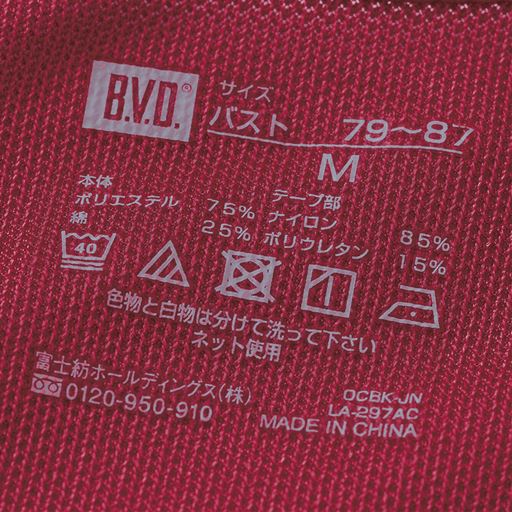 B.V.D.®
サイズ
バスト 79～87
M
本体 テープ部
ポリエステル 75% ナイロン 85%
綿 25% ポリウレタン 15%
40
色物と白物は分けて洗って下さい
ネット使用
富士紡ホールディングス(株)
0120-950-910
OCBK-JN
LA-297AC
MADE IN CHINA